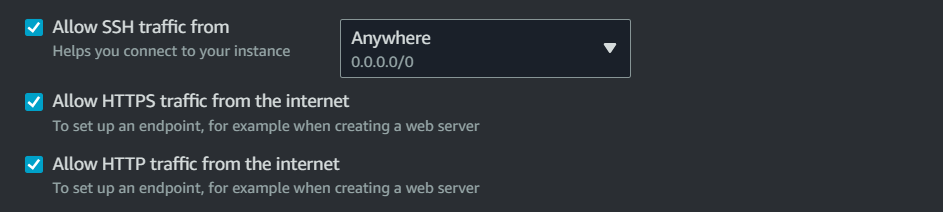 Allow SSH traffic from
Helps you connect to your instance
Anywhere
0.0.0.0/0
Allow HTTPS traffic from the internet
To set up an endpoint, for example when creating a web server
Allow HTTP traffic from the internet
To set up an endpoint, for example when creating a web server